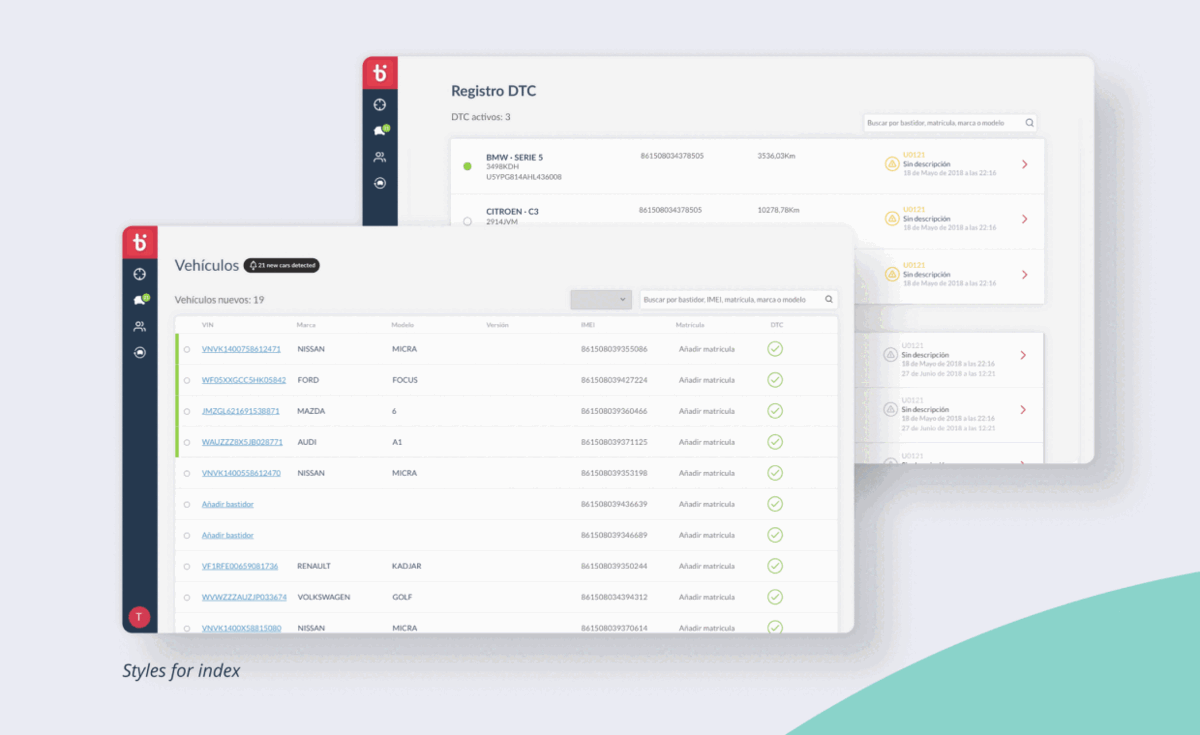 Registro DTC
DTC activos: 3
Buscar por bastidor, matrícula, marca o modelo
BMW - SERIE 5 861508034378505 3536,03Km U0121
3498KDH Sin descripción
U5YPG814AHL436008 18 de Mayo de 2018 a las 22:16
CITROEN - C3 861508034378505 10278,78Km U0121
2914JVM Sin descripción
18 de Mayo de 2018 a las 22:16
U0121
Sin descripción
18 de Mayo de 2018 a las 22:16
U0121
Sin descripción
18 de Mayo de 2018 a las 22:16
27 de Junio de 2018 a las 12:21
U0121
Sin descripción
18 de Mayo de 2018 a las 22:16
27 de Junio de 2018 a las 12:21
U0121
Vehículos 21 new cars detected
Vehículos nuevos: 19
Buscar por bastidor, IMEI, matrícula, marca o modelo
VIN Marca Modelo Versión IMEI Matrícula DTC
VNVK1400758612471 NISSAN MICRA 861508039355086 Añadir matrícula
WF05XXGCC5HK05842 FORD FOCUS 861508039427224 Añadir matrícula
JMZGL621691538871 MAZDA 6 861508039360466 Añadir matrícula
WAUZZZ8X5JB028771 AUDI A1 861508039371125 Añadir matrícula
VNVK1400558612470 NISSAN MICRA 861508039353198 Añadir matrícula
Añadir bastidor 861508039436639 Añadir matrícula
Añadir bastidor 861508039346689 Añadir matrícula
VF1RFE00659081736 RENAULT KADJAR 861508039350244 Añadir matrícula
WVWZZZAUZJP033674 VOLKSWAGEN GOLF 861508034394312 Añadir matrícula
VNVK1400X58815080 NISSAN MICRA 861508039370614 Añadir matrícula
T
Styles for index